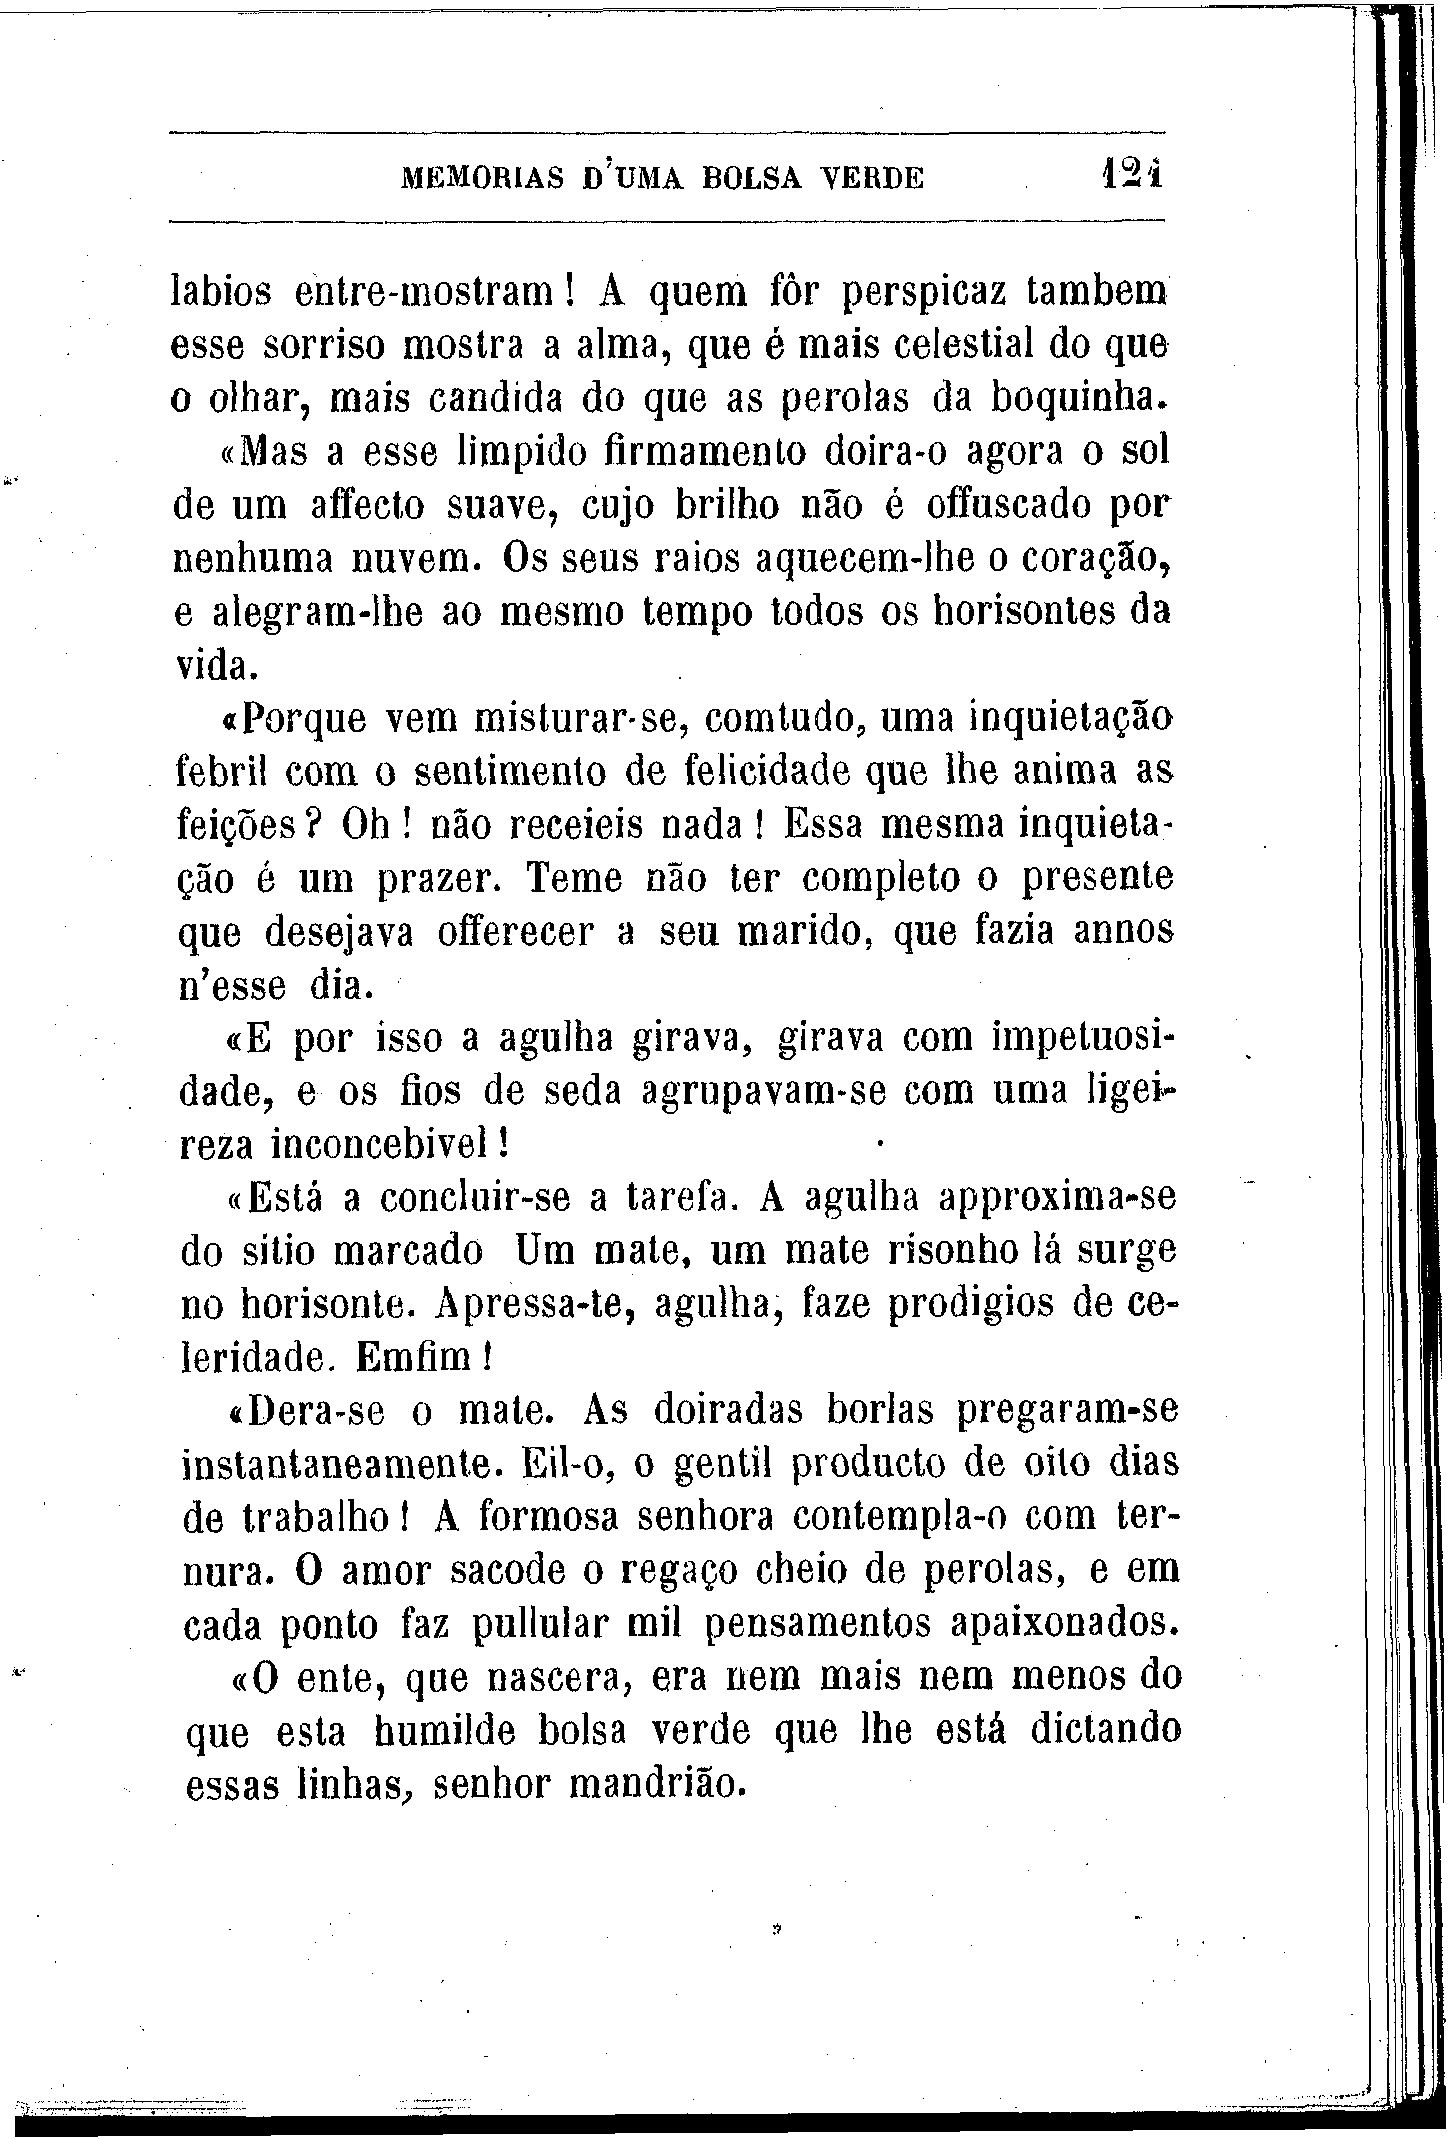 MEMORIAS D'UMA BOLSA VERDE 121
labios entre-mostram! A quem fôr perspicaz tambem
esse sorriso mostra a alma, que é mais celestial do que
o olhar, mais candida do que as perolas da boquinha.
«Mas a esse limpido firmamento doira-o agora o sol
de um affecto suave, cujo brilho não é offuscado por
nenhuma nuvem. Os seus raios aquecem-lhe o coração,
e alegram-lhe ao mesmo tempo todos os horisontes da
vida.
«Porque vem misturar-se, comtudo, uma inquietação
febril com o sentimento de felicidade que lhe anima as
feições? Oh! não receieis nada! Essa mesma inquieta-
ção é um prazer. Teme não ter completo o presente
que desejava offerecer a seu marido, que fazia annos
n'esse dia.
«E por isso a agulha girava, girava com impetuosi-
dade, e os fios de seda agrupavam-se com uma ligei-
reza inconcebivel!
«Está a concluir-se a tarefa. A agulha approxima-se
do sitio marcado Um mate, um mate risonho lá surge
no horisonte. Apressa-te, agulha, faze prodigios de ce-
leridade. Emfim!
«Dera-se o mate. As doiradas borlas pregaram-se
instantaneamente. Eil-o, o gentil producto de oito dias
de trabalho! A formosa senhora contempla-o com ter-
nura. O amor sacode o regaço cheio de perolas, e em
cada ponto faz pullular mil pensamentos apaixonados.
«O ente, que nascera, era nem mais nem menos do
que esta humilde bolsa verde que lhe está dictando
essas linhas, senhor mandrião.